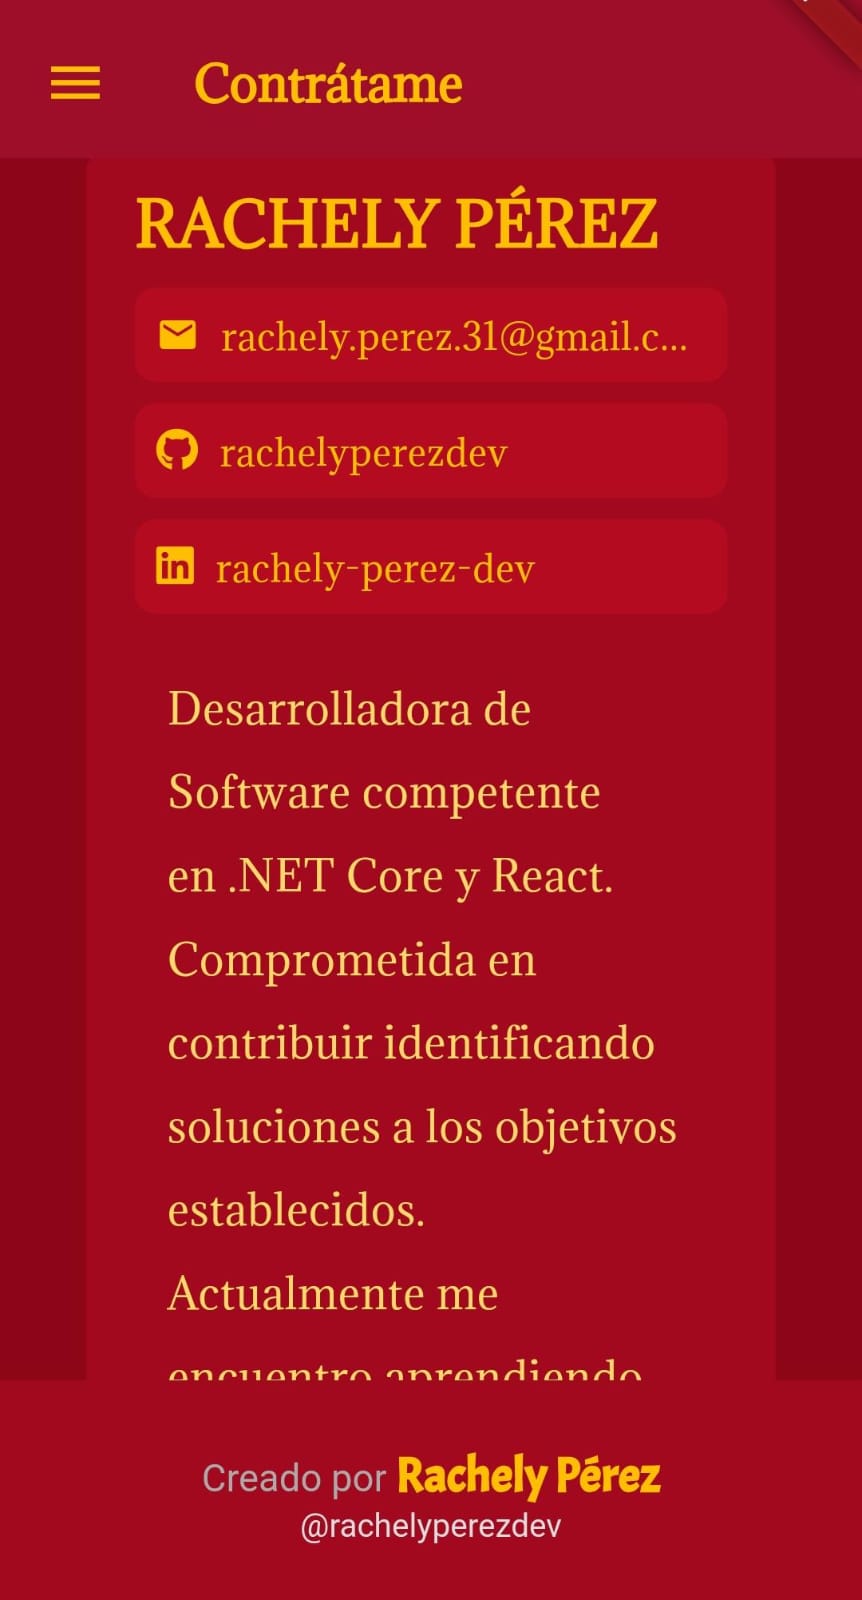 Contrátame
RACHELY PÉREZ
rachely.perez.31@gmail.c...
rachelyperezdev
rachely-perez-dev
Desarrolladora de
Software competente
en .NET Core y React.
Comprometida en
contribuir identificando
soluciones a los objetivos
establecidos.
Actualmente me
encuentro aprendiendo
Creado por Rachely Pérez
@rachelyperezdev